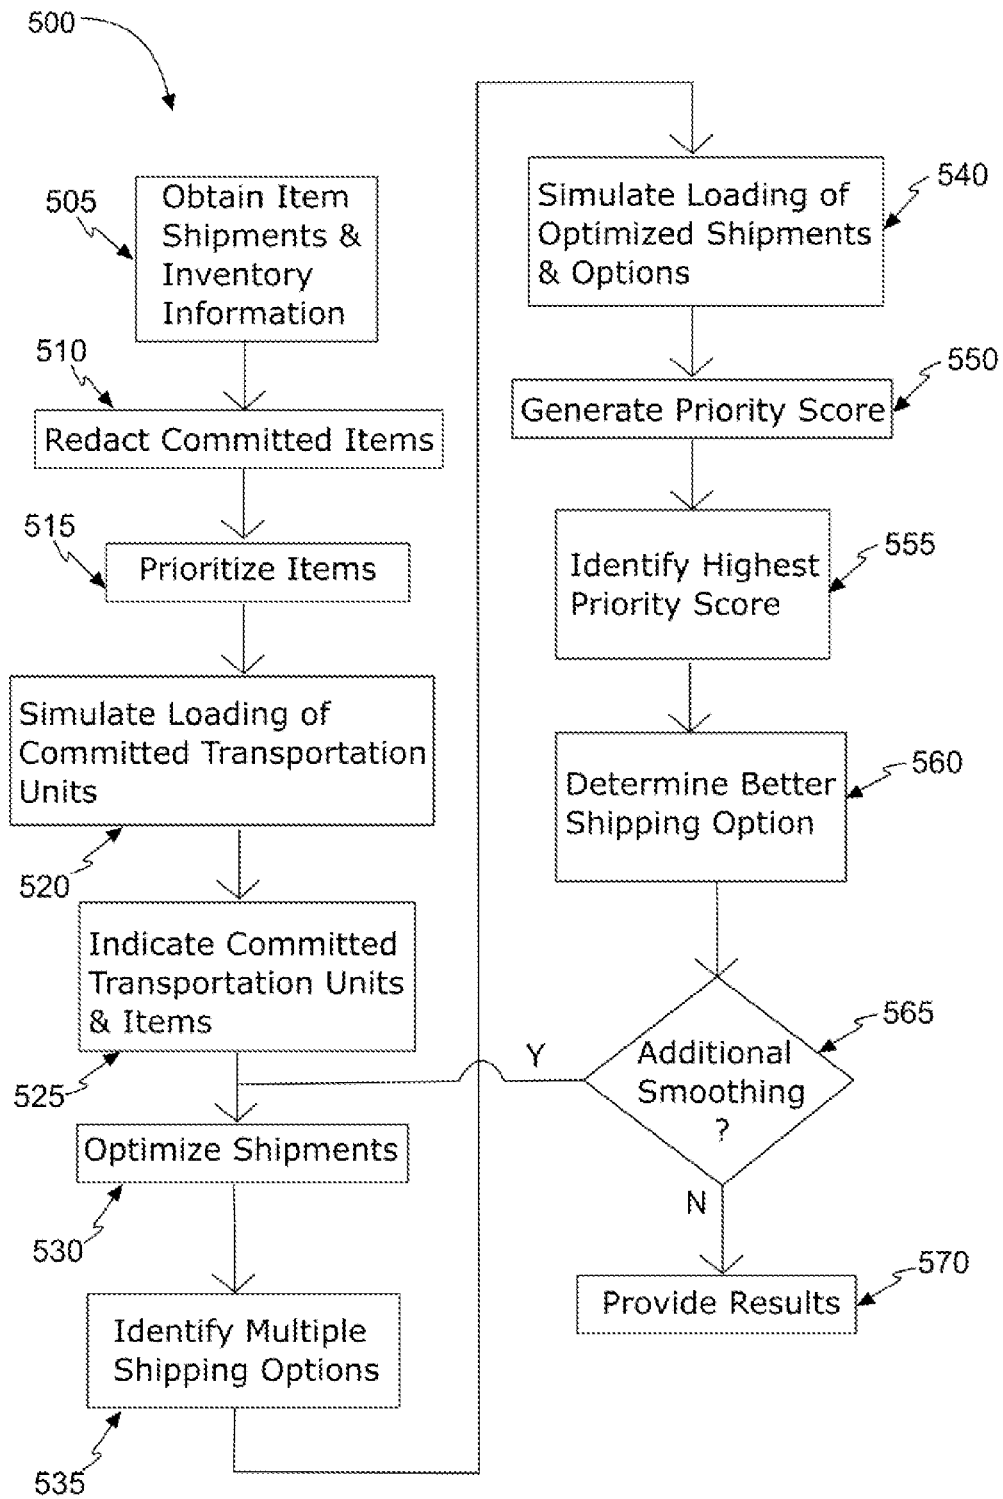 500
505
Obtain Item
Shipments &
Inventory
Information
510
Redact Committed Items
515
Prioritize Items
Simulate Loading of
Committed Transportation
Units
520
Indicate Committed
Transportation Units
& Items
525
Optimize Shipments
530
Identify Multiple
Shipping Options
535
540
Simulate Loading of
Optimized Shipments
& Options
550
Generate Priority Score
555
Identify Highest
Priority Score
560
Determine Better
Shipping Option
565
Additional
Smoothing
?
Y
N
570
Provide Results